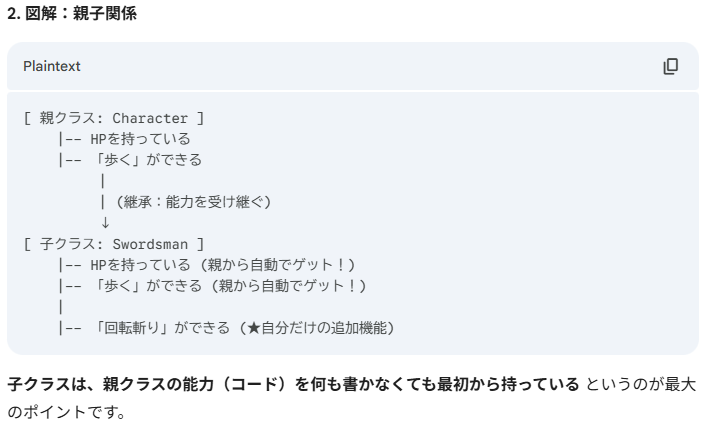 2. 図解：親子関係
Plaintext
[ 親クラス: Character ]
    |-- HPを持っている
    |-- 「歩く」ができる
         |
         | (継承：能力を受け継ぐ)
         ↓
[ 子クラス: Swordsman ]
    |-- HPを持っている (親から自動でゲット！)
    |-- 「歩く」ができる (親から自動でゲット！)
    |
    |-- 「回転斬り」ができる (★自分だけの追加機能)
子クラスは、親クラスの能力（コード）を何も書かなくても最初から持っている というのが最大
のポイントです。